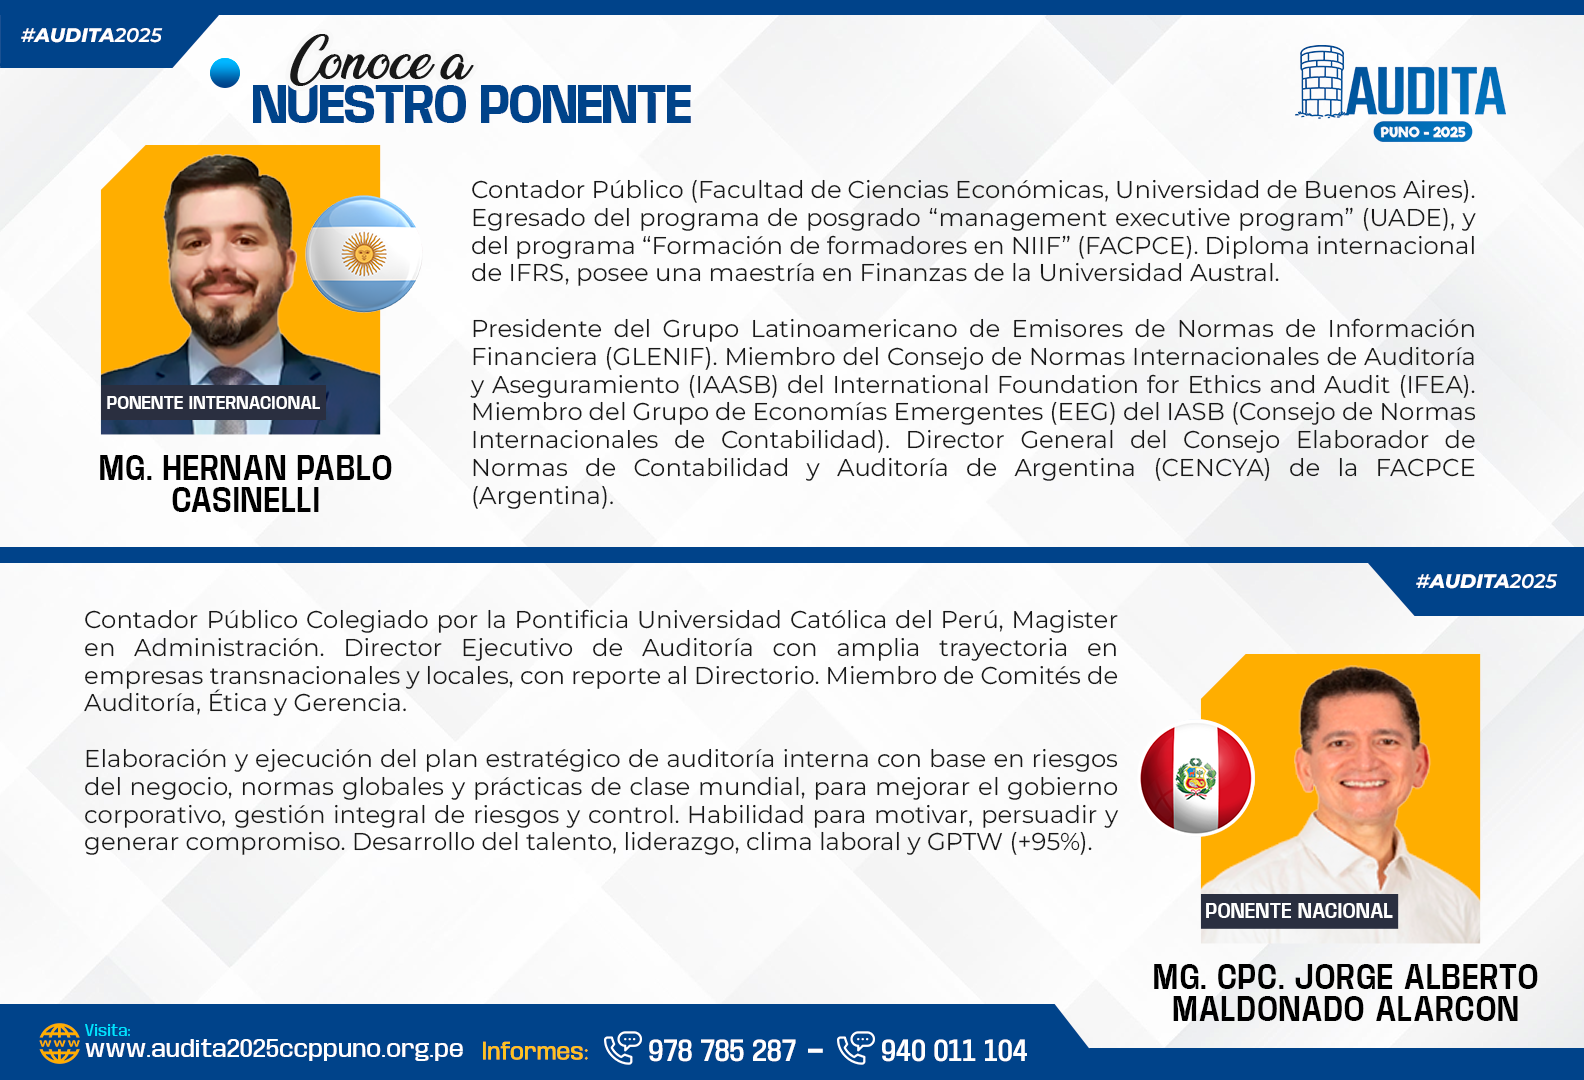 #AUDITA2025
Conoce a
NUESTRO PONENTE
AUDITA
PUNO - 2025
Contador Público (Facultad de Ciencias Económicas, Universidad de Buenos Aires).
Egresado del programa de posgrado “management executive program” (UADE), y
del programa “Formación de formadores en NIIF” (FACPCE). Diploma internacional
de IFRS, posee una maestría en Finanzas de la Universidad Austral.
Presidente del Grupo Latinoamericano de Emisores de Normas de Información
Financiera (GLENIF). Miembro del Consejo de Normas Internacionales de Auditoría
y Aseguramiento (IAASB) del International Foundation for Ethics and Audit (IFEA).
Miembro del Grupo de Economías Emergentes (EEG) del IASB (Consejo de Normas
Internacionales de Contabilidad). Director General del Consejo Elaborador de
Normas de Contabilidad y Auditoría de Argentina (CENCYA) de la FACPCE
(Argentina).
PONENTE INTERNACIONAL
MG. HERNAN PABLO
CASINELLI
#AUDITA2025
Contador Público Colegiado por la Pontificia Universidad Católica del Perú, Magister
en Administración. Director Ejecutivo de Auditoría con amplia trayectoria en
empresas transnacionales y locales, con reporte al Directorio. Miembro de Comités de
Auditoría, Ética y Gerencia.
Elaboración y ejecución del plan estratégico de auditoría interna con base en riesgos
del negocio, normas globales y prácticas de clase mundial, para mejorar el gobierno
corporativo, gestión integral de riesgos y control. Habilidad para motivar, persuadir y
generar compromiso. Desarrollo del talento, liderazgo, clima laboral y GPTW (+95%).
PONENTE NACIONAL
MG. CPC. JORGE ALBERTO
MALDONADO ALARCON
www
Visita:
www.audita2025ccppuno.org.pe
Informes: 978 785 287 - 940 011 104